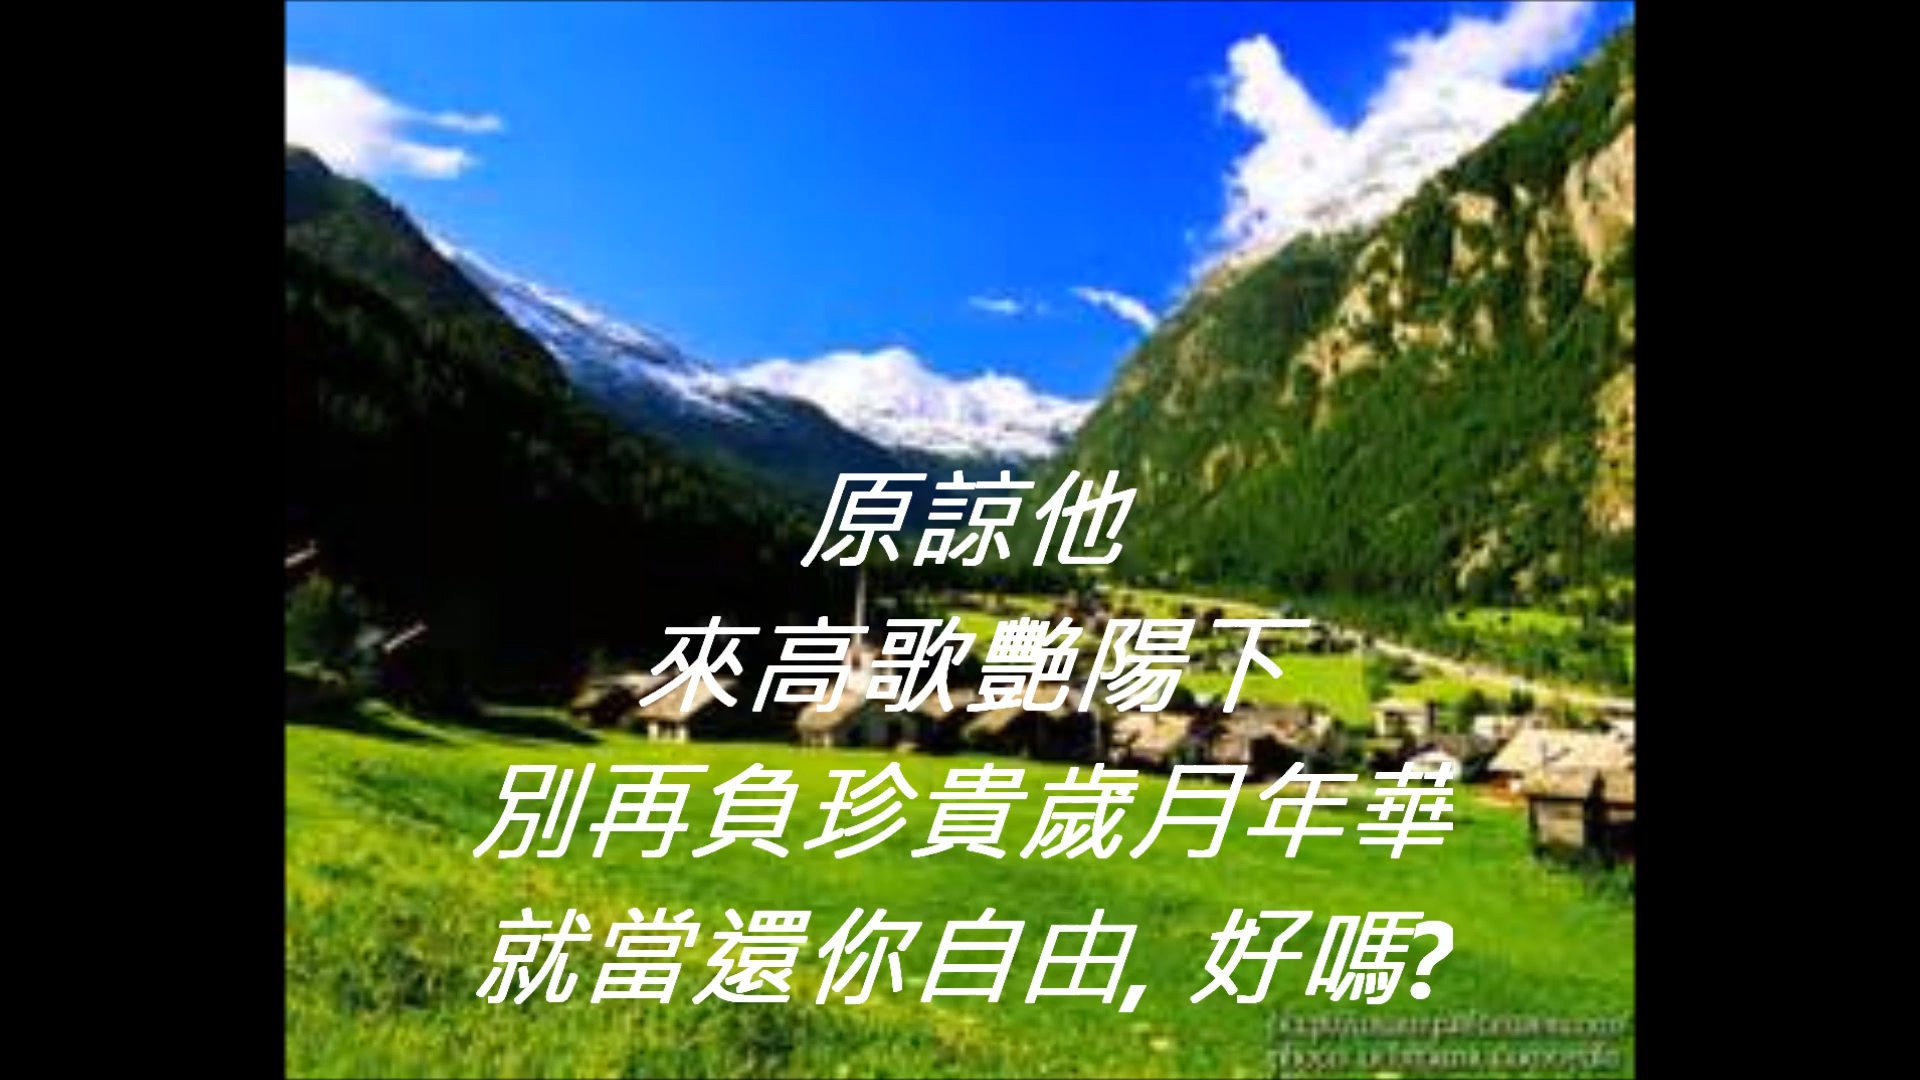 原諒他
來高歌艷陽下
別再負珍貴歲月年華
就當還你自由, 好嗎?